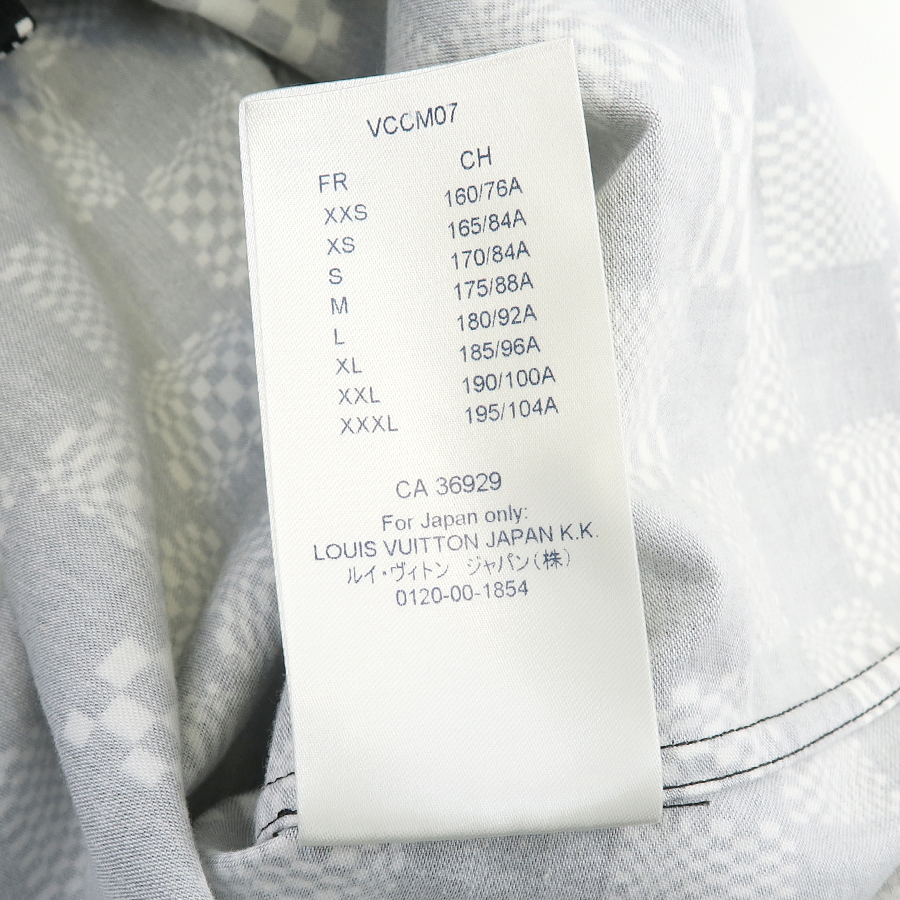 VCCM07
FR CH
XXS 160/76A
XS 165/84A
S 170/84A
M 175/88A
L 180/92A
XL 185/96A
XXL 190/100A
XXXL 195/104A
CA 36929
For Japan only:
LOUIS VUITTON JAPAN K.K.
ルイ・ヴィトン ジャパン(株)
0120-00-1854